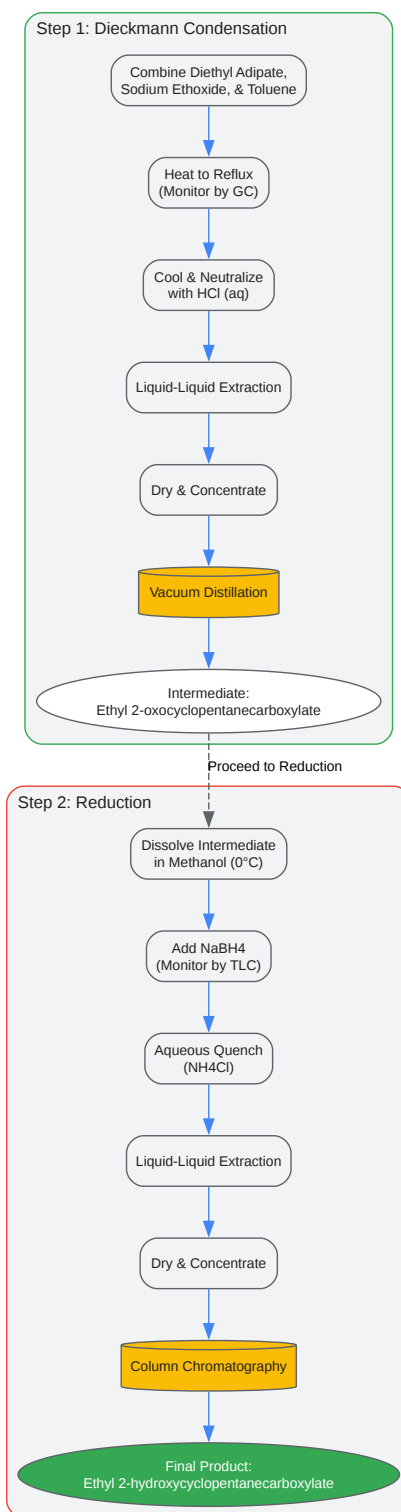 Step 1: Dieckmann Condensation
Combine Diethyl Adipate,
Sodium Ethoxide, & Toluene
Heat to Reflux
(Monitor by GC)
Cool & Neutralize
with HCl (aq)
Liquid-Liquid Extraction
Dry & Concentrate
Vacuum Distillation
Intermediate:
Ethyl 2-oxocyclopentanecarboxylate
Proceed to Reduction
Step 2: Reduction
Dissolve Intermediate
in Methanol (0°C)
Add NaBH4
(Monitor by TLC)
Aqueous Quench
(NH4Cl)
Liquid-Liquid Extraction
Dry & Concentrate
Column Chromatography
Final Product:
Ethyl 2-hydroxycyclopentanecarboxylate